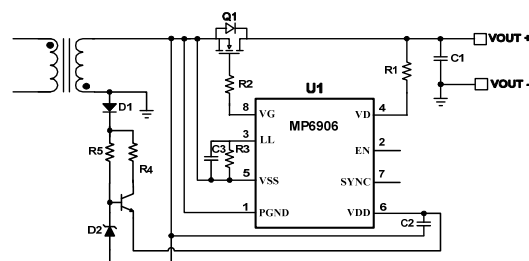 Q1
VOUT +
C1
R1
VOUT -
R2
U1
D1
MP6906
8 VG
VD 4
3 LL
R5
R4
C3
R3
EN 2
5 VSS
SYNC 7
1 PGND
VDD 6
D2
C2